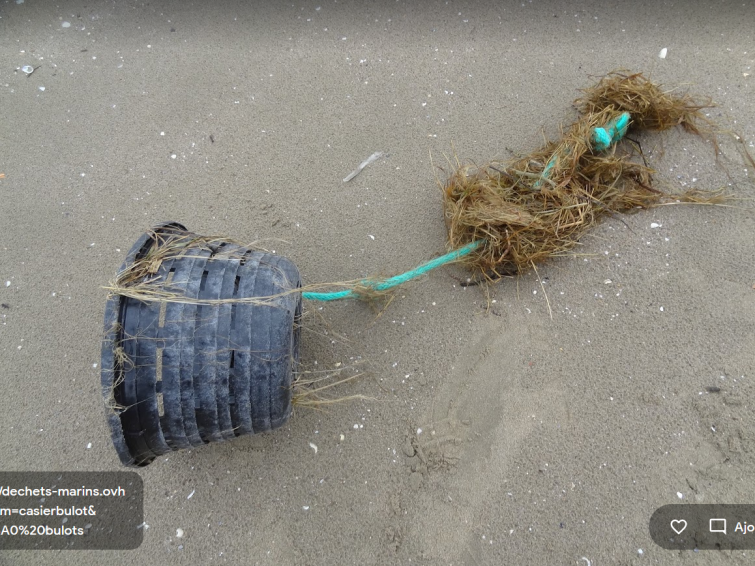 /dechets-marins.ovh
m=casierbulot&
A0%20bulots
Ajo